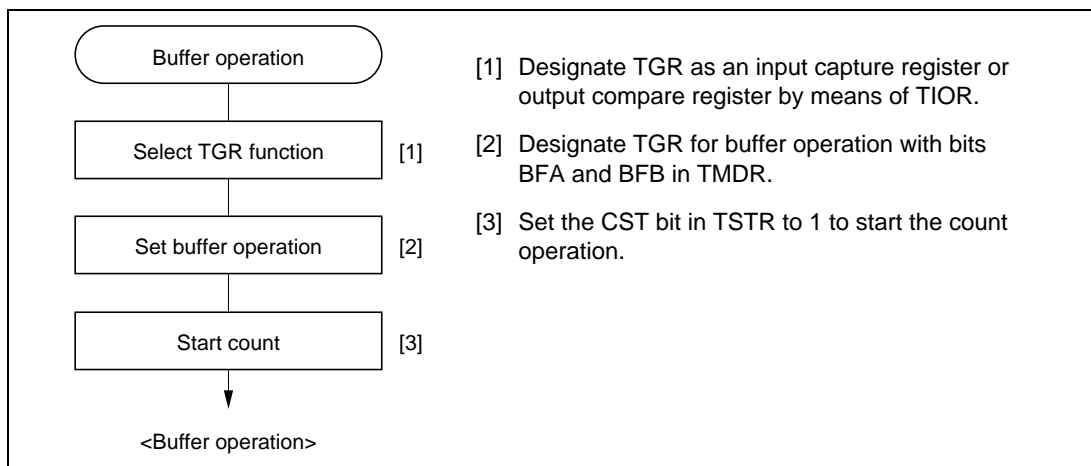 Buffer operation
Select TGR function [1]
Set buffer operation [2]
Start count [3]
<Buffer operation>
[1] Designate TGR as an input capture register or
output compare register by means of TIOR.
[2] Designate TGR for buffer operation with bits
BFA and BFB in TMDR.
[3] Set the CST bit in TSTR to 1 to start the count
operation.